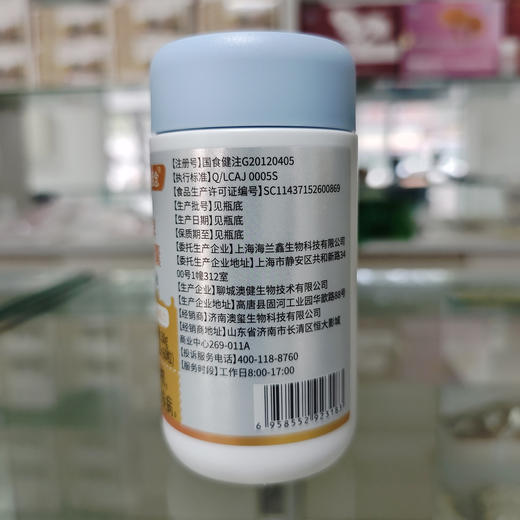 [注册号]国食健注G20120405
[执行标准]Q/LCAJ 0005S
[食品生产许可证编号]SC11437152600869
[生产批号]见瓶底
[生产日期]见瓶底
[保质期至]见瓶底
[委托生产企业]上海海兰鑫生物科技有限公司
[委托生产企业地址]上海市静安区共和新路34
00号1幢312室
[生产企业]聊城澳健生物技术有限公司
[生产企业地址]高唐县固河工业园华歆路88号
[经销商]济南澳玺生物科技有限公司
[经销商地址]山东省济南市长清区恒大影城
商业中心269-011A
[投诉服务电话]400-118-8760
[服务时段]工作日8:00-17:00